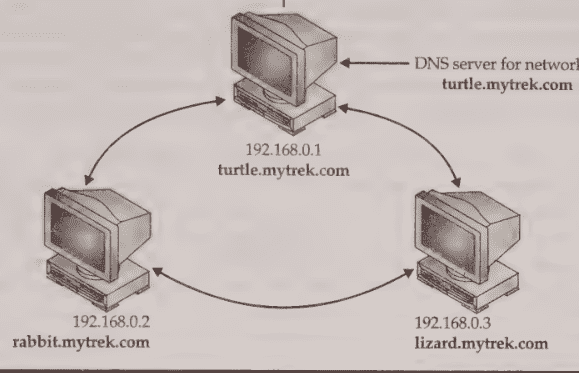 DNS server for network
turtle.mytrek.com
192.168.0.1
turtle.mytrek.com
192.168.0.2
rabbit.mytrek.com
192.168.0.3
lizard.mytrek.com